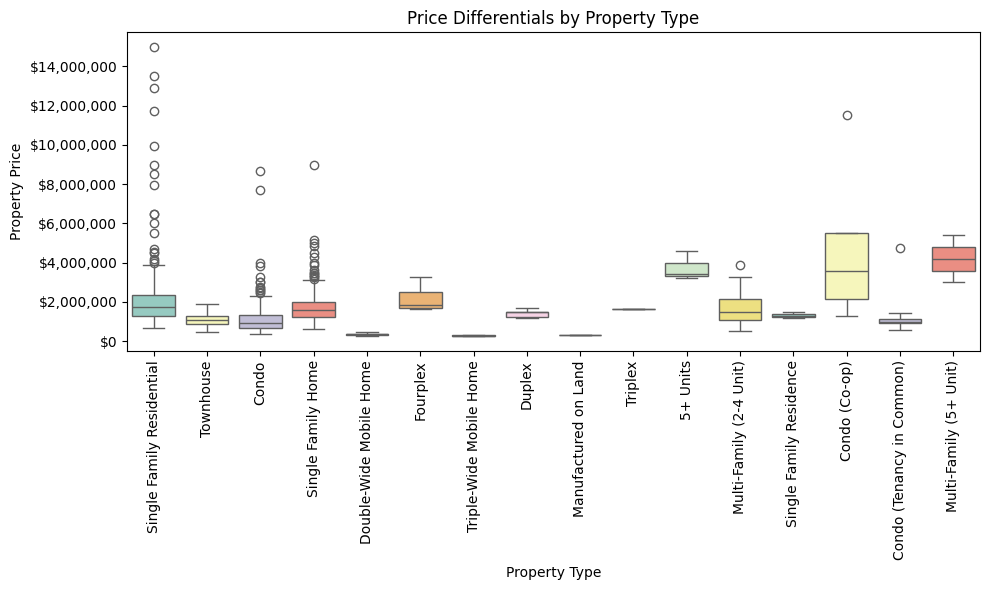 Price Differentials by Property Type
Property Price
$14,000,000
$12,000,000
$10,000,000
$8,000,000
$6,000,000
$4,000,000
$2,000,000
$0
Single Family Residential
Townhouse
Condo
Single Family Home
Double-Wide Mobile Home
Fourplex
Triple-Wide Mobile Home
Duplex
Manufactured on Land
Triplex
5+ Units
Multi-Family (2-4 Unit)
Single Family Residence
Condo (Co-op)
Condo (Tenancy in Common)
Multi-Family (5+ Unit)
Property Type